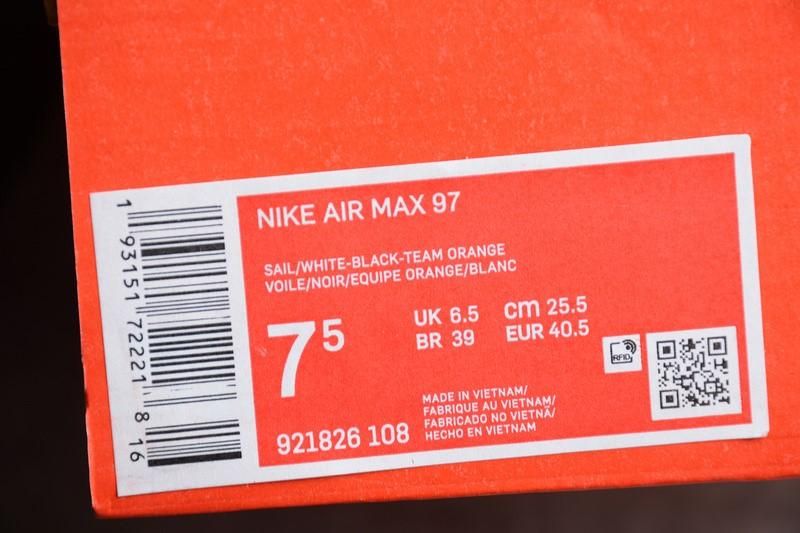 NIKE AIR MAX 97
SAIL/WHITE-BLACK-TEAM ORANGE
VOILE/NOIR/EQUIPE ORANGE/BLANC
7 5
UK 6.5 cm 25.5
BR 39 EUR 40.5
RFID
MADE IN VIETNAM/
FABRIQUE AU VIETNAM/
FABRICADO NO VIETNÃ/
HECHO EN VIETNAM
921826 108
1 93151 72221 8 16